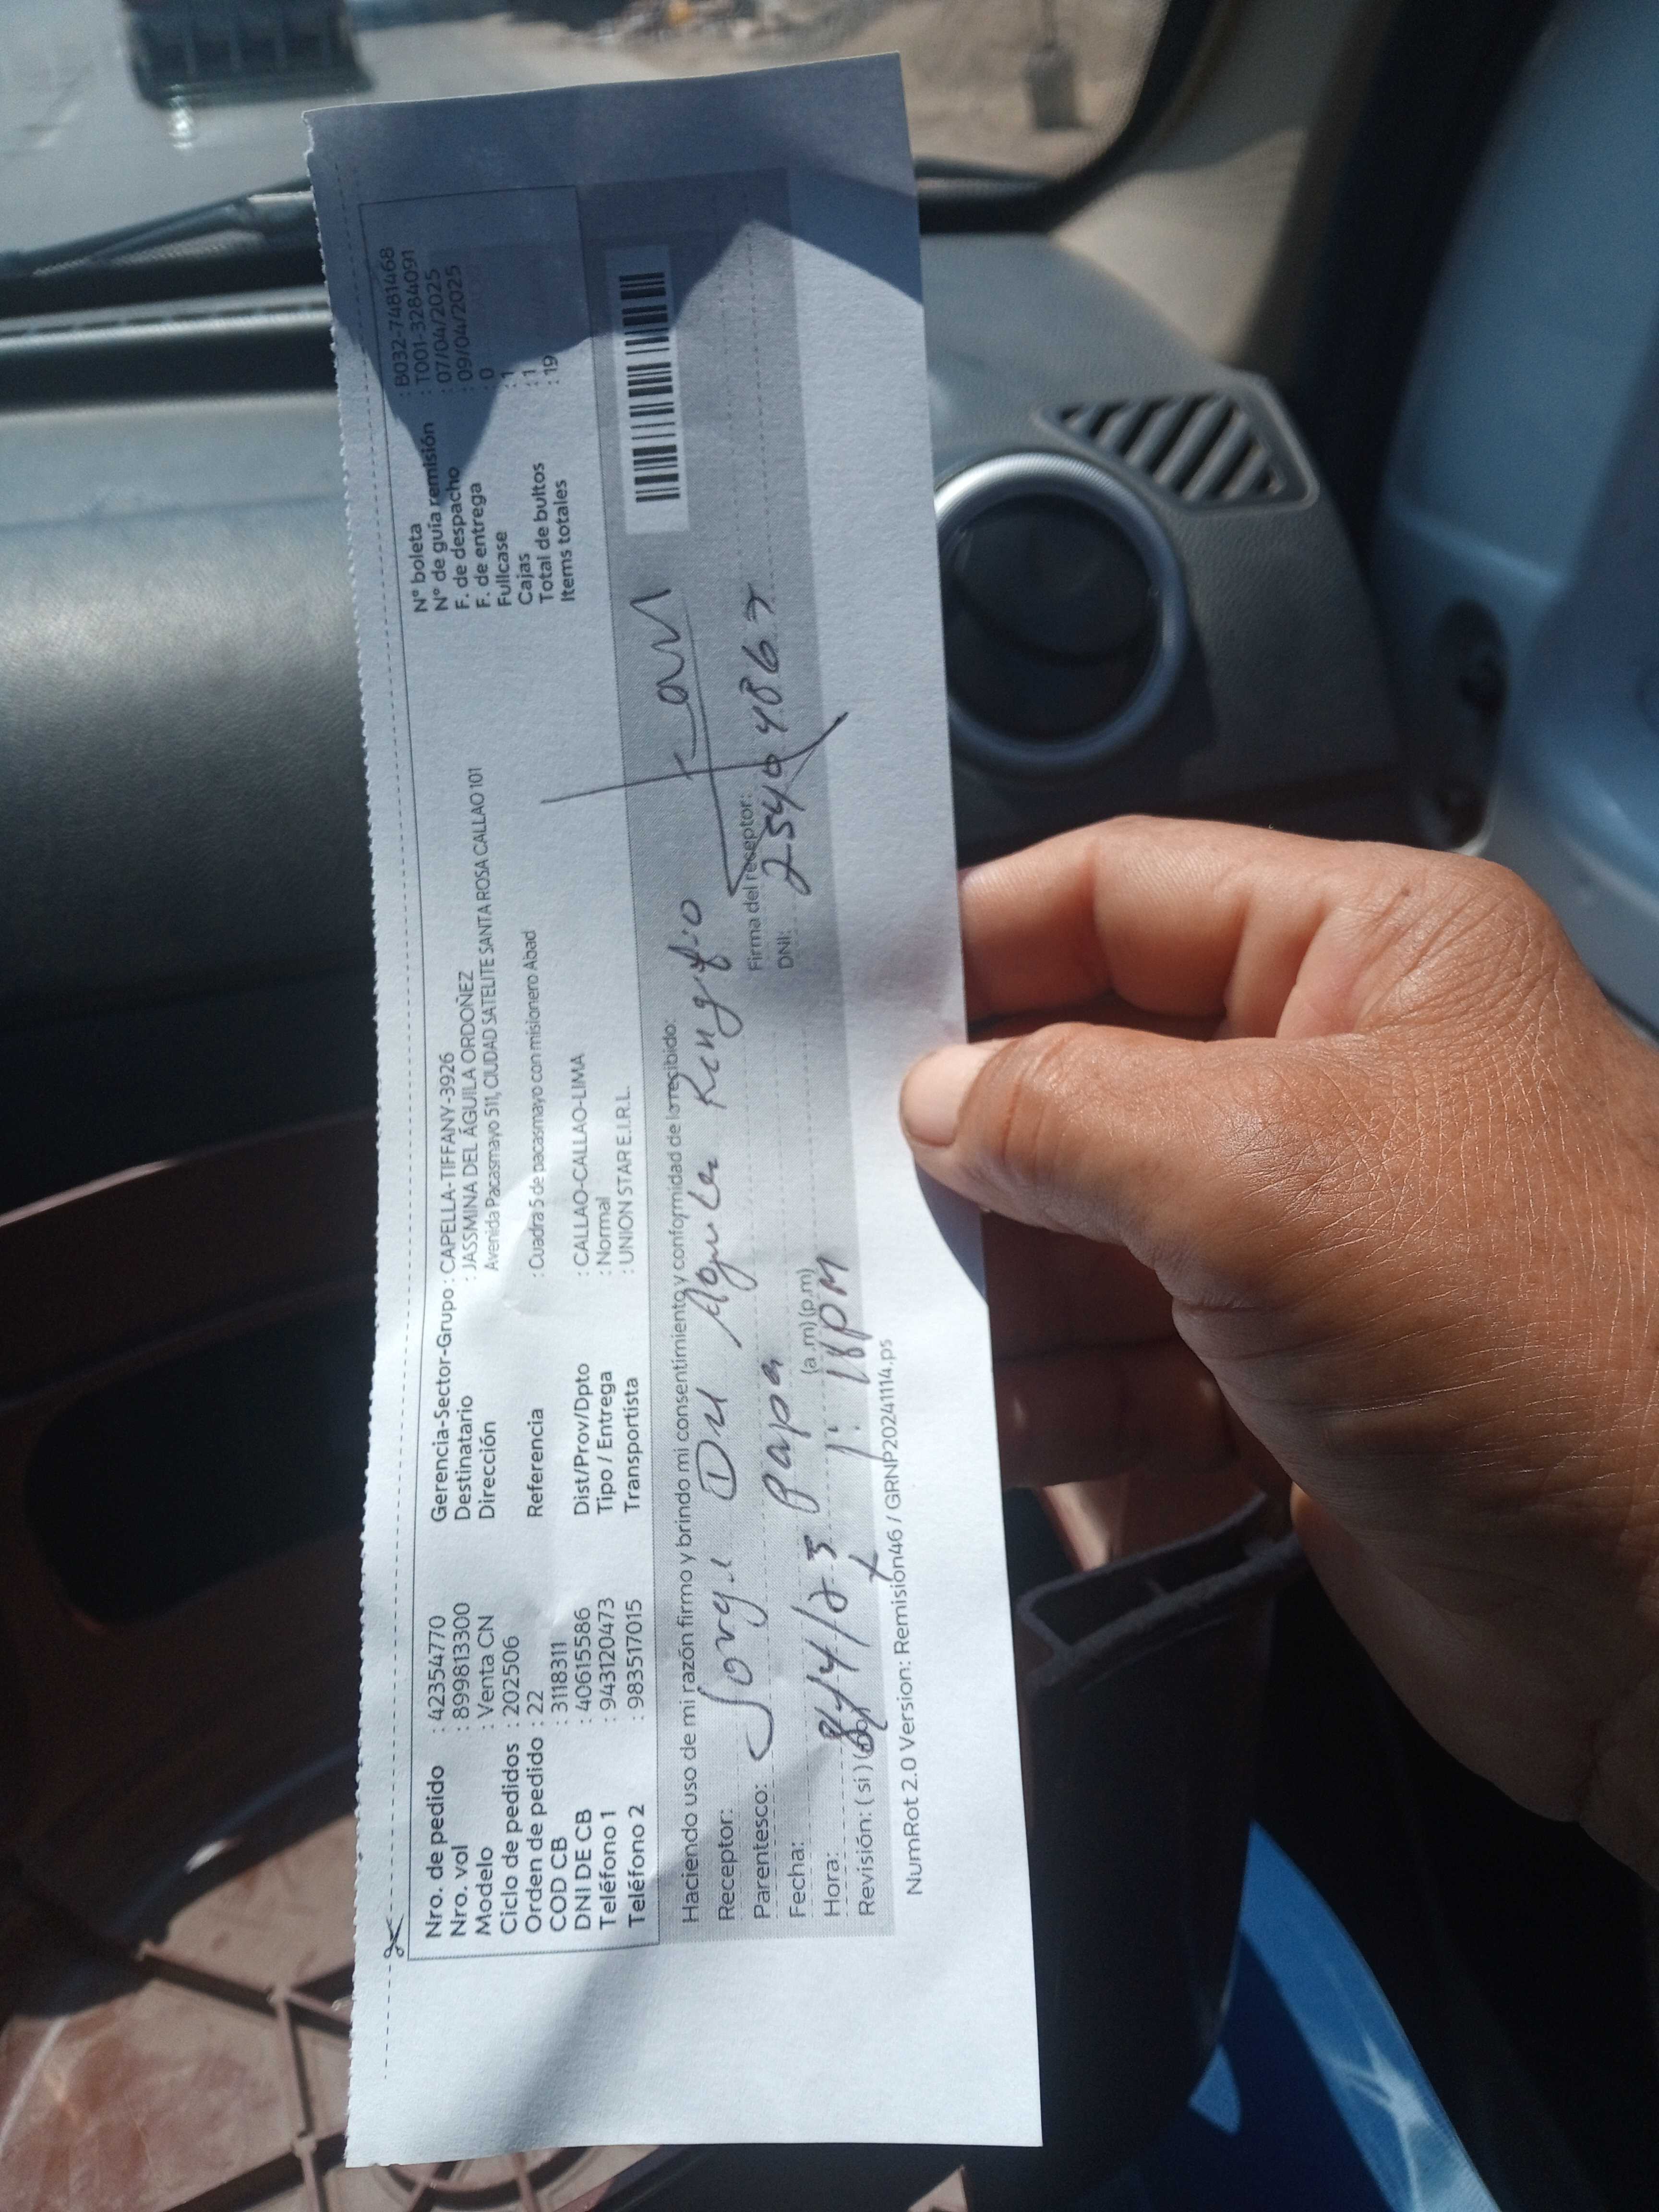 Nro. de pedido : 42354770
Nro. vol : 899813300
Modelo : Venta CN
Ciclo de pedidos : 202506
Orden de pedido : 22
COD CB : 3118311
DNI DE CB : 40615586
Teléfono 1 : 943120473
Teléfono 2 : 983517015
Gerencia-Sector-Grupo : CAPELLA-TIFFANY-3926
Destinatario : JASSMINA DEL ÁGUILA ORDOÑEZ
Dirección Avenida Pacasmayo 511, CIUDAD SATELITE SANTA ROSA CALLAO 101
Referencia : Cuadra 5 de pacasmayo con misionero Abad
Dist/Prov/Dpto : CALLAO-CALLAO-LIMA
Tipo / Entrega : Normal
Transportista : UNION STAR E.I.R.L.
N° boleta : B032-7481468
N° de guía remisión : T001-3284091
F. de despacho : 07/04/2025
F. de entrega : 09/04/2025
Fullcase : 0
Cajas : 1
Total de bultos : 1
Items totales : 19
Haciendo uso de mi razón firmo y brindo mi consentimiento y conformidad de lo recibido:
Receptor: Jorge Del Aguila Rengifo
Parentesco: Papa
Fecha: 8/4/25
Hora: 1:18PM (a.m) (p.m)
Revisión: ( si )
Firma del receptor:
DNI: 25404867
NumRot 2.0 Version: Remision46 / GRNP20241114.ps